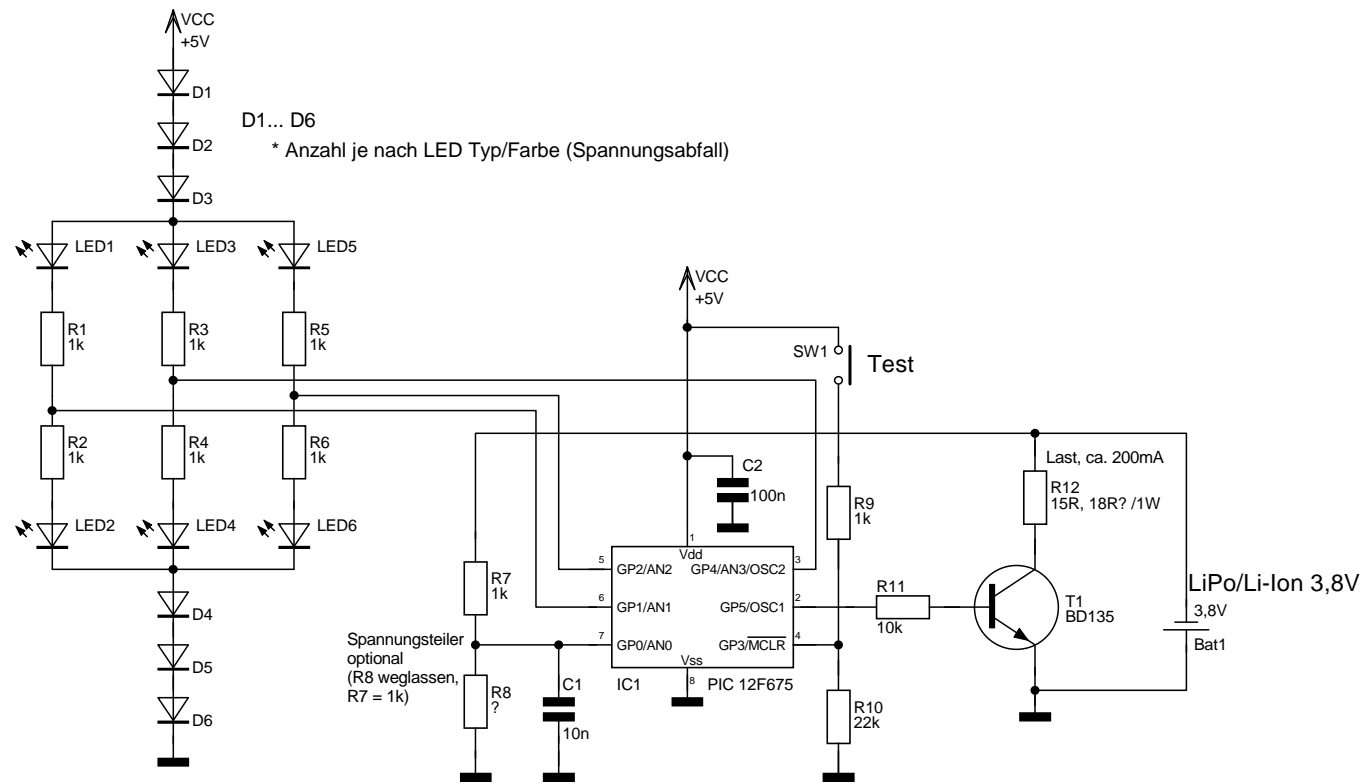 VCC
+5V
D1
D2
D3
D1... D6
* Anzahl je nach LED Typ/Farbe (Spannungsabfall)
LED1
LED3
LED5
R1
1k
R3
1k
R5
1k
R2
1k
R4
1k
R6
1k
LED2
LED4
LED6
D4
D5
D6
VCC
+5V
SW1
Test
C2
100n
R9
1k
Last, ca. 200mA
R12
15R, 18R? /1W
1
Vdd
5
GP2/AN2
GP4/AN3/OSC2
3
6
GP1/AN1
GP5/OSC1
2
7
GP0/AN0
GP3/MCLR
4
Vss
8
IC1
PIC 12F675
R7
1k
Spannungsteiler
optional
(R8 weglassen,
R7 = 1k)
R8
?
C1
10n
R10
22k
R11
10k
T1
BD135
LiPo/Li-Ion 3,8V
3,8V
Bat1